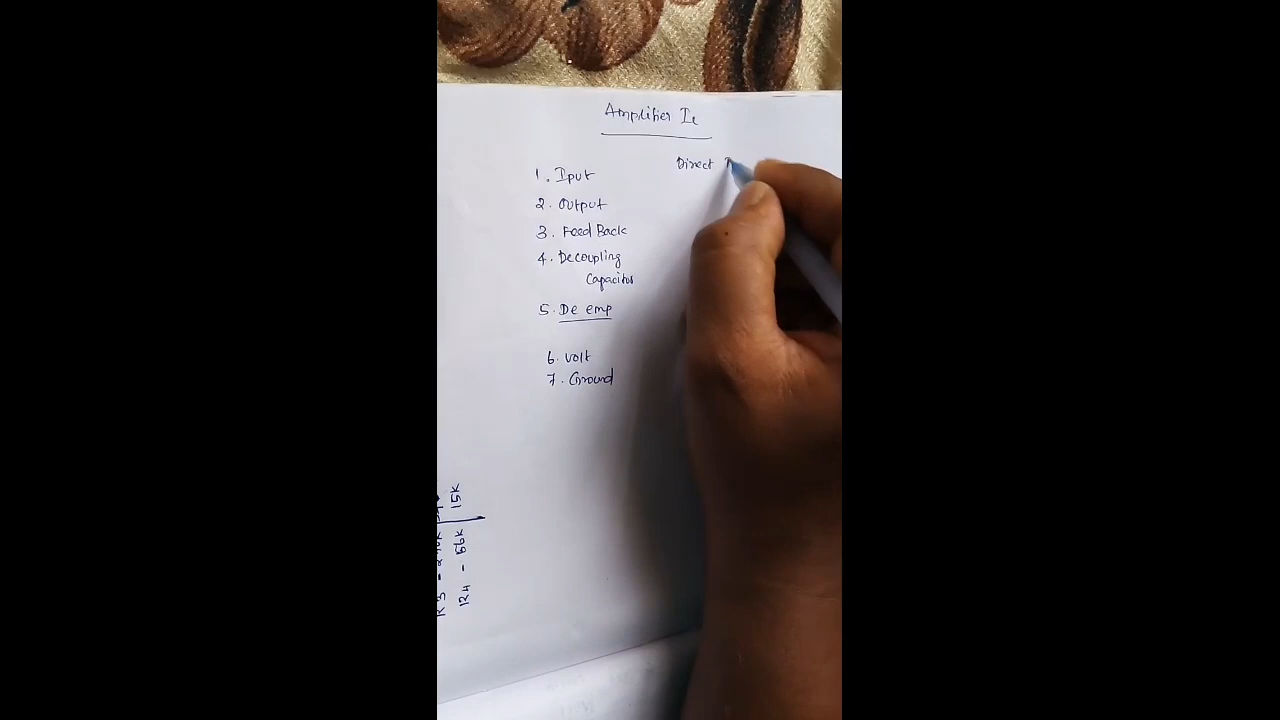 Amplifier Ic
Direct
1. Iput
2. Output
3. Feed Back
4. Decoupling
Capacitor
5. De emp
6. Volt
7. Ground
15K
R4 - 56K
R3 -